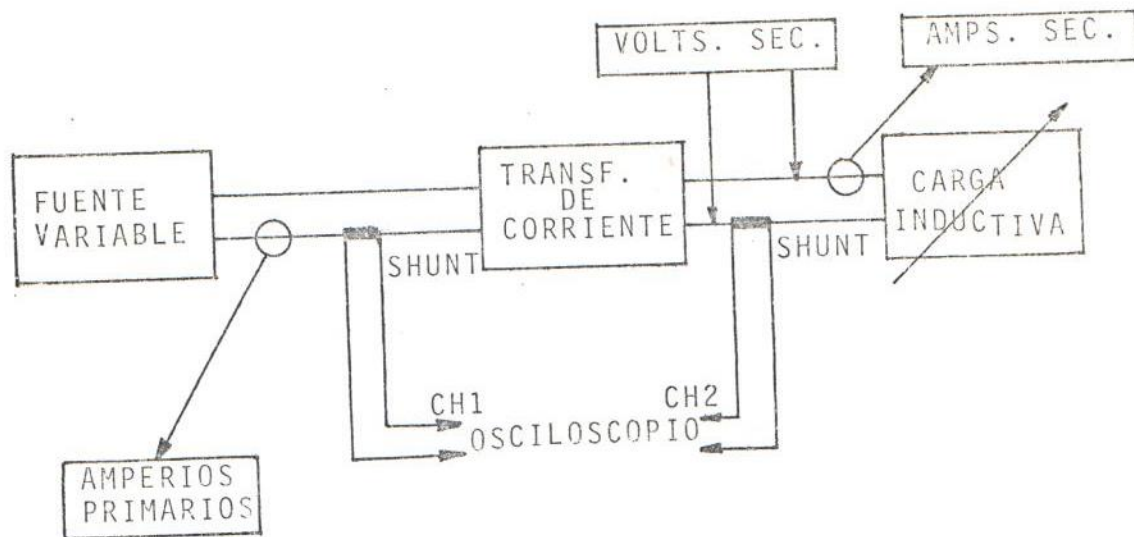 VOLTS. SEC.
AMPS. SEC.
FUENTE
VARIABLE
TRANSF.
DE
CORRIENTE
CARGA
INDUCTIVA
SHUNT
SHUNT
CH1
CH2
OSCILOSCOPIO
AMPERIOS
PRIMARIOS